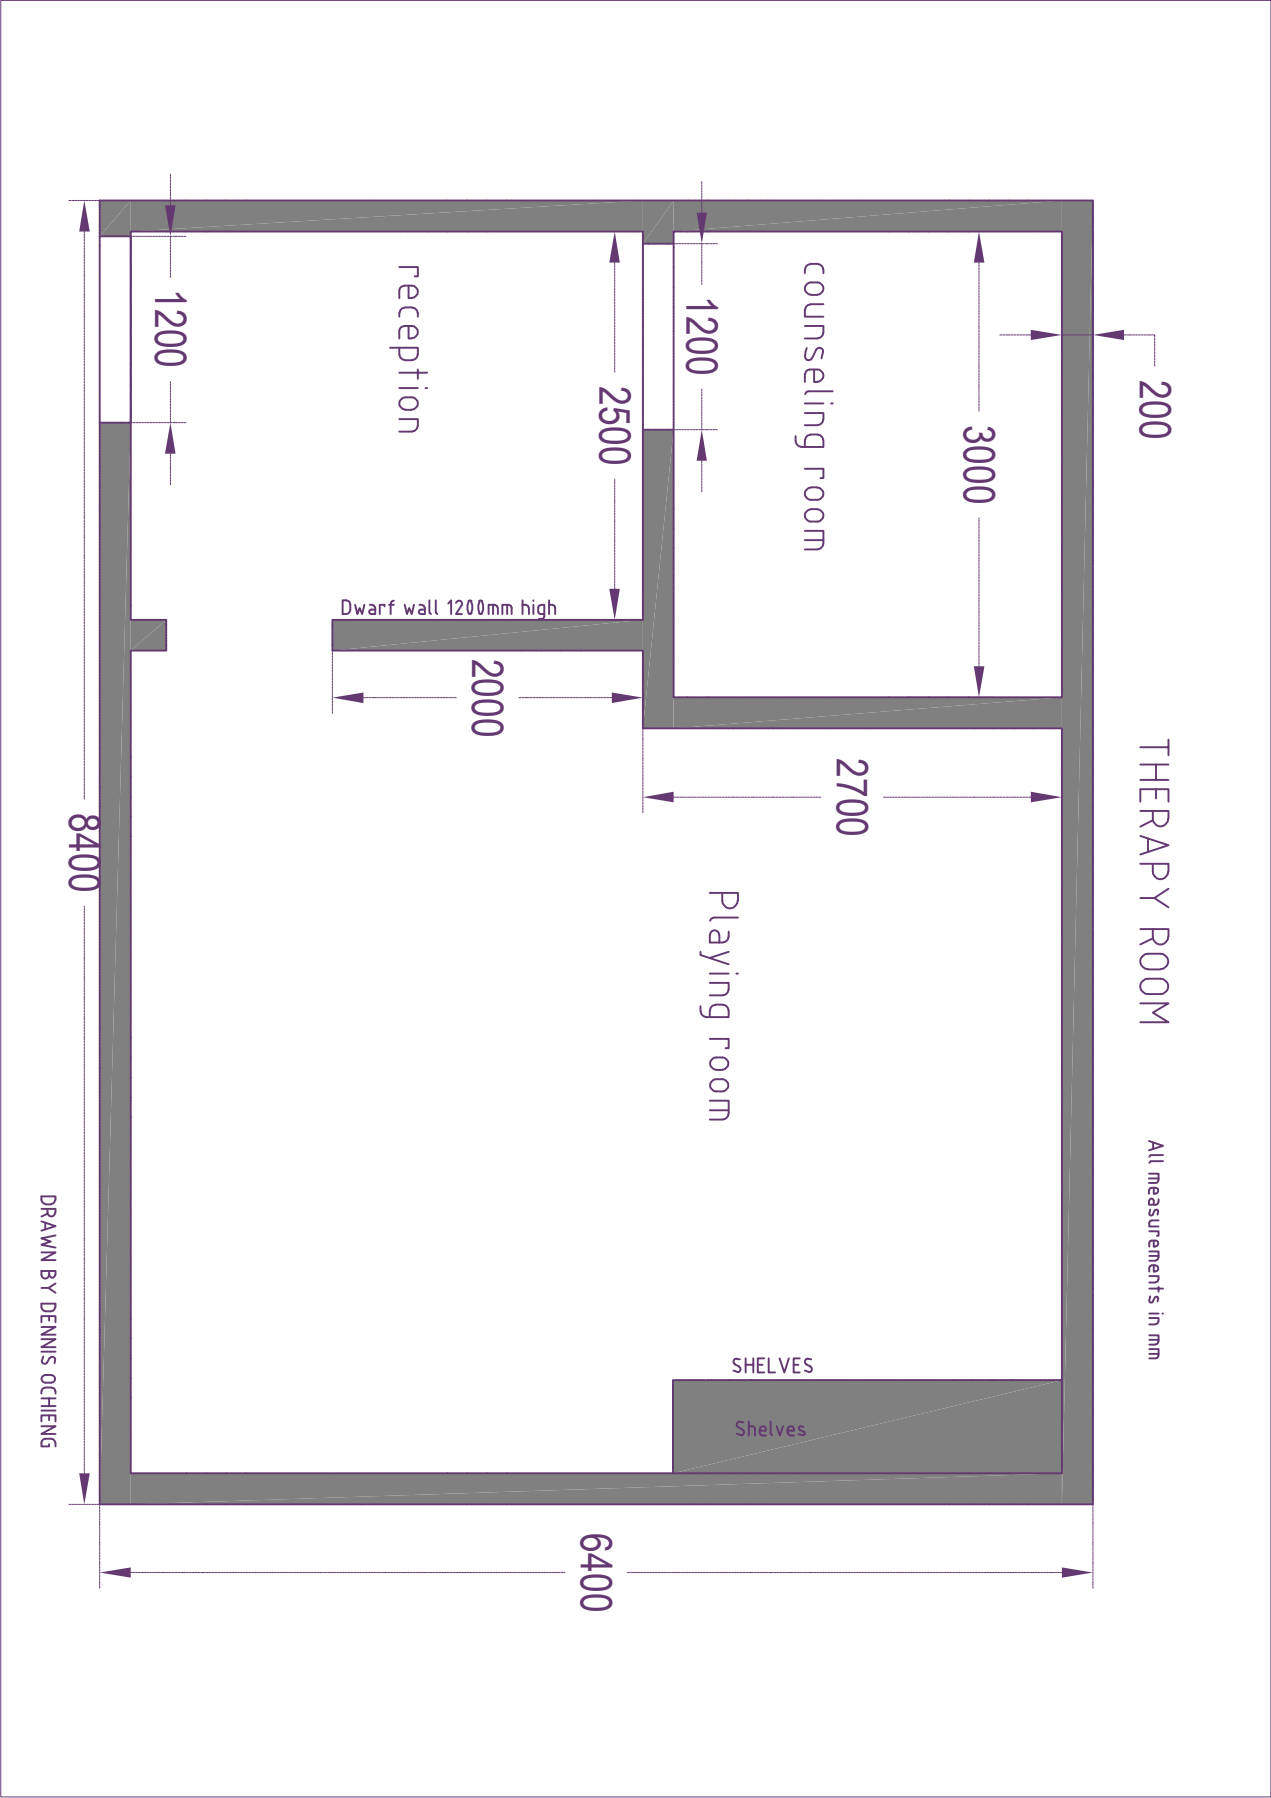 THERAPY ROOM
All measurements in mm
200
counseling room
3000
1200
2700
reception
2500
1200
Dwarf wall 1200mm high
2000
Playing room
SHELVES
Shelves
8400
6400
DRAWN BY DENNIS OCHIENG